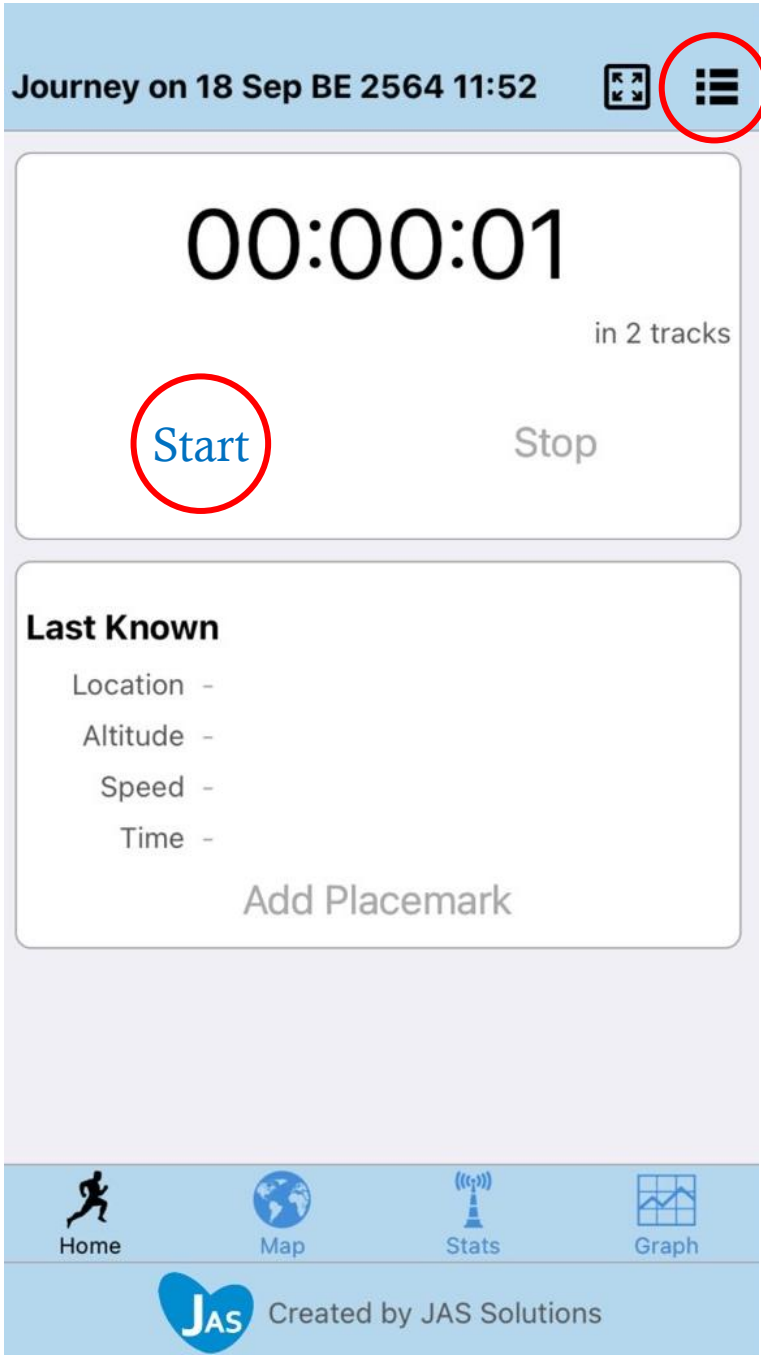 Journey on 18 Sep BE 2564 11:52
00:00:01
in 2 tracks
Start Stop
Last Known
Location -
Altitude -
Speed -
Time -
Add Placemark
Home Map Stats Graph
JAS Created by JAS Solutions